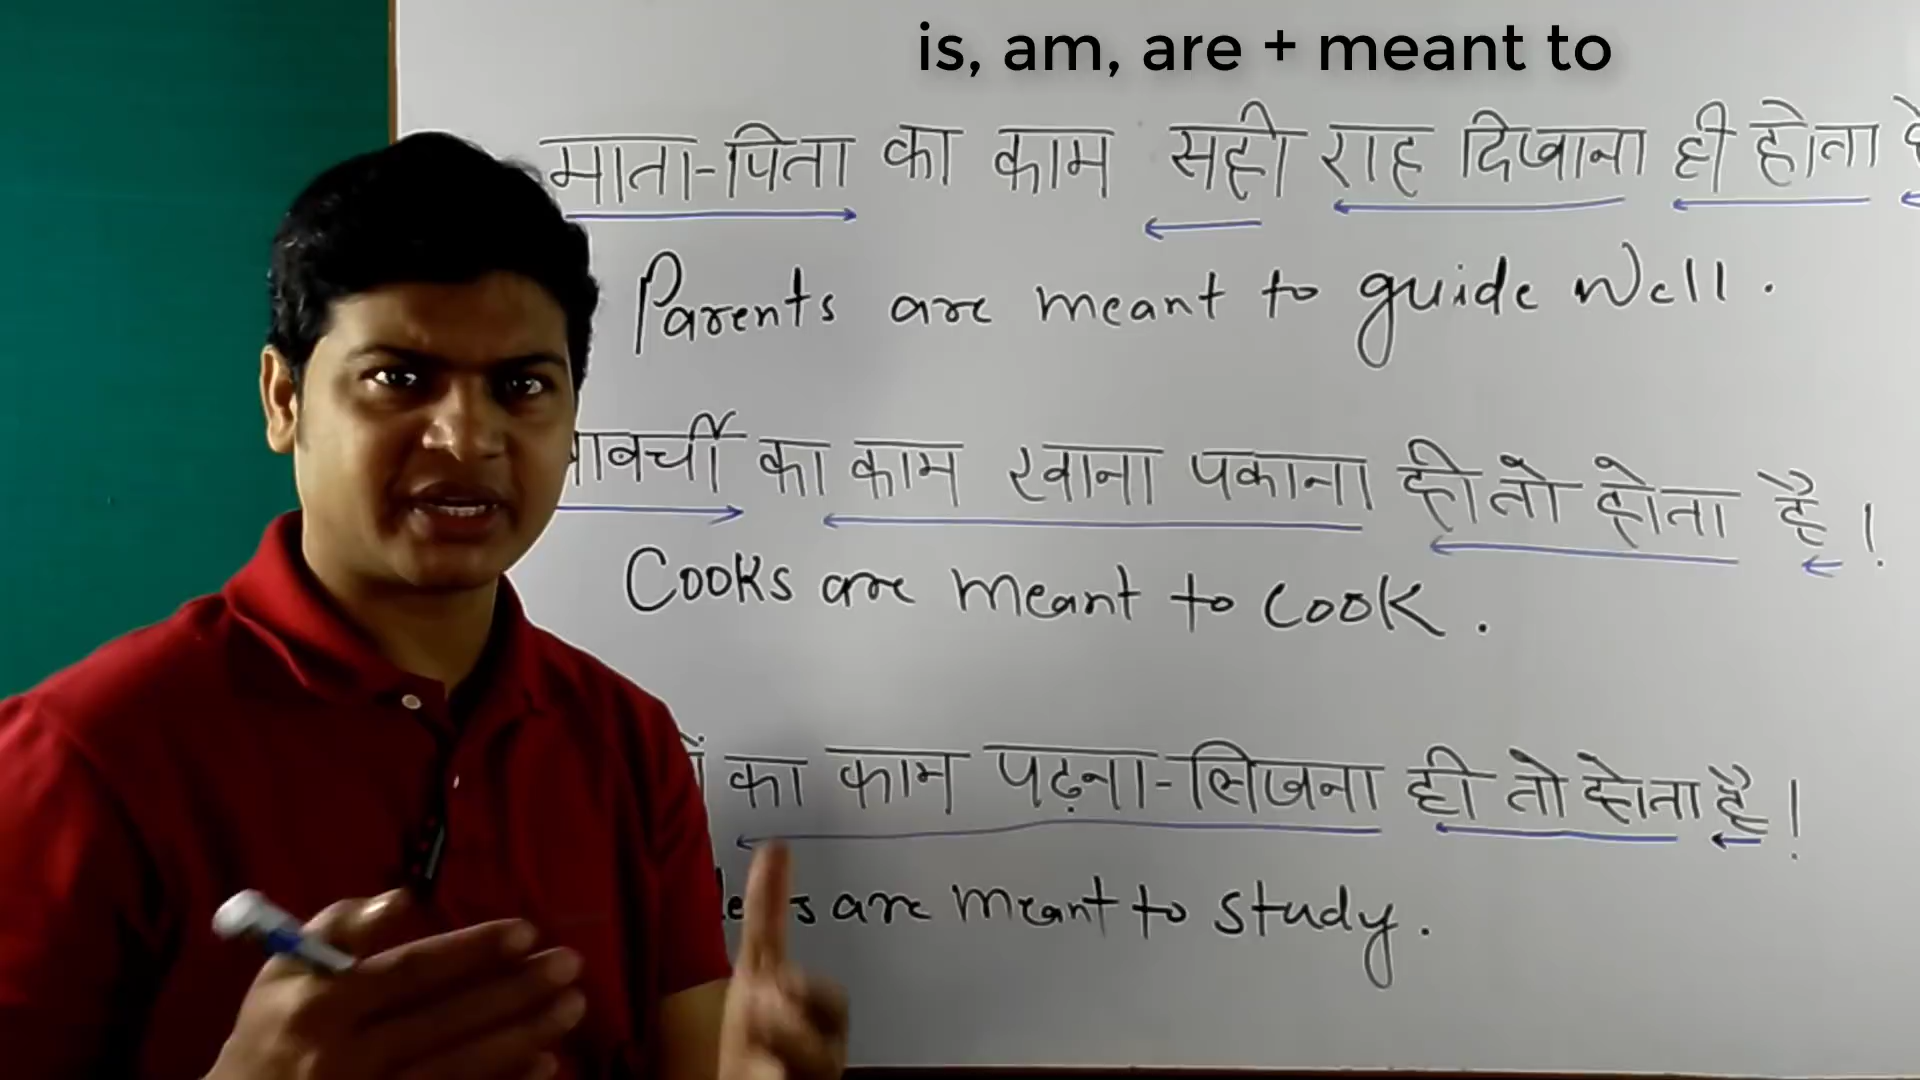 is, am, are + meant to
माता-पिता का काम सही राह दिखाना ही होता
Parents are meant to guide well.
का काम खाना पकाना ही तो होता है!
Cooks are meant to cook.
का काम पढ़ना-लिखना ही तो होता है!
are meant to study.